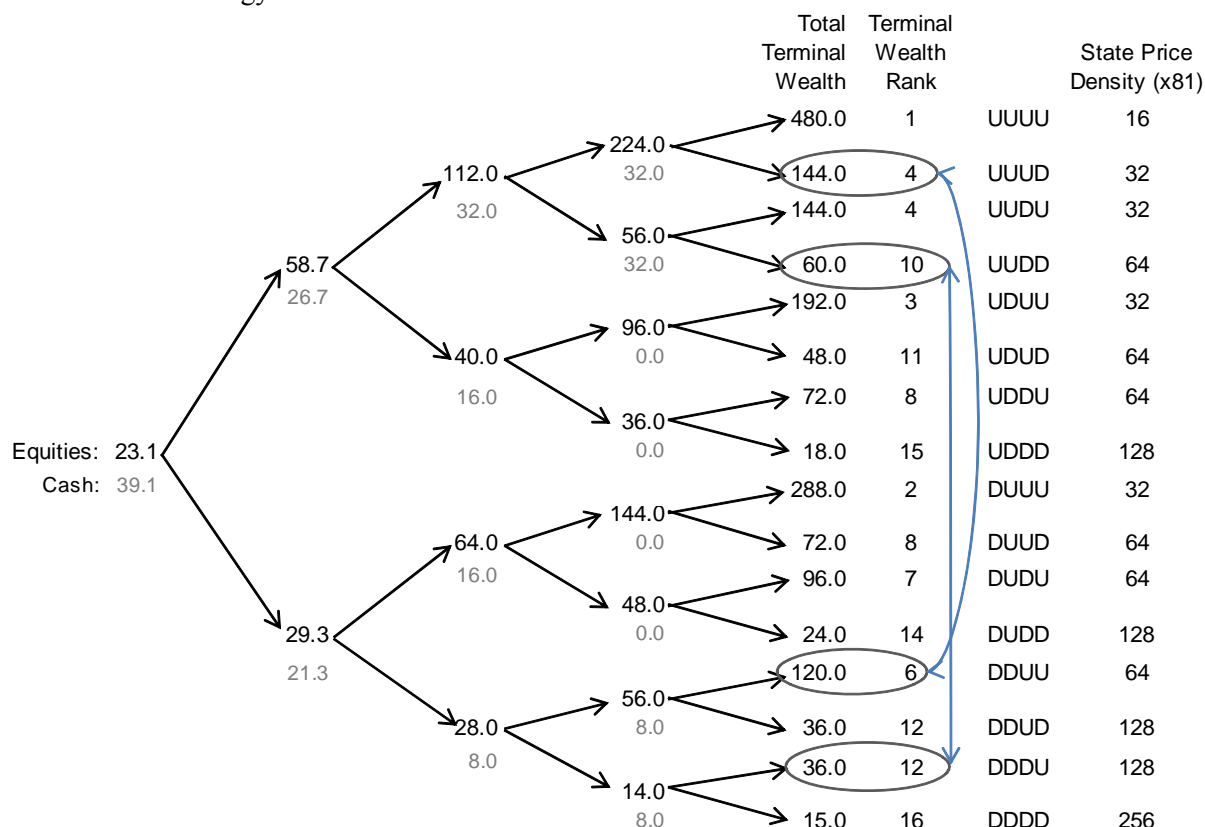 Total Terminal
Terminal Wealth State Price
Wealth Rank Density (x81)
480.0 1 UUUU 16
224.0
32.0 144.0 4 UUUD 32
112.0
32.0 144.0 4 UUDU 32
56.0
32.0 60.0 10 UUDD 64
58.7
26.7 192.0 3 UDUU 32
96.0
0.0 48.0 11 UDUD 64
40.0
16.0 72.0 8 UDDU 64
36.0
0.0 18.0 15 UDDD 128
Equities: 23.1
Cash: 39.1
288.0 2 DUUU 32
144.0
0.0 72.0 8 DUUD 64
64.0
16.0 96.0 7 DUDU 64
48.0
0.0 24.0 14 DUDD 128
29.3
21.3 120.0 6 DDUU 64
56.0
8.0 36.0 12 DDUD 128
28.0
8.0 36.0 12 DDDU 128
14.0
8.0 15.0 16 DDDD 256